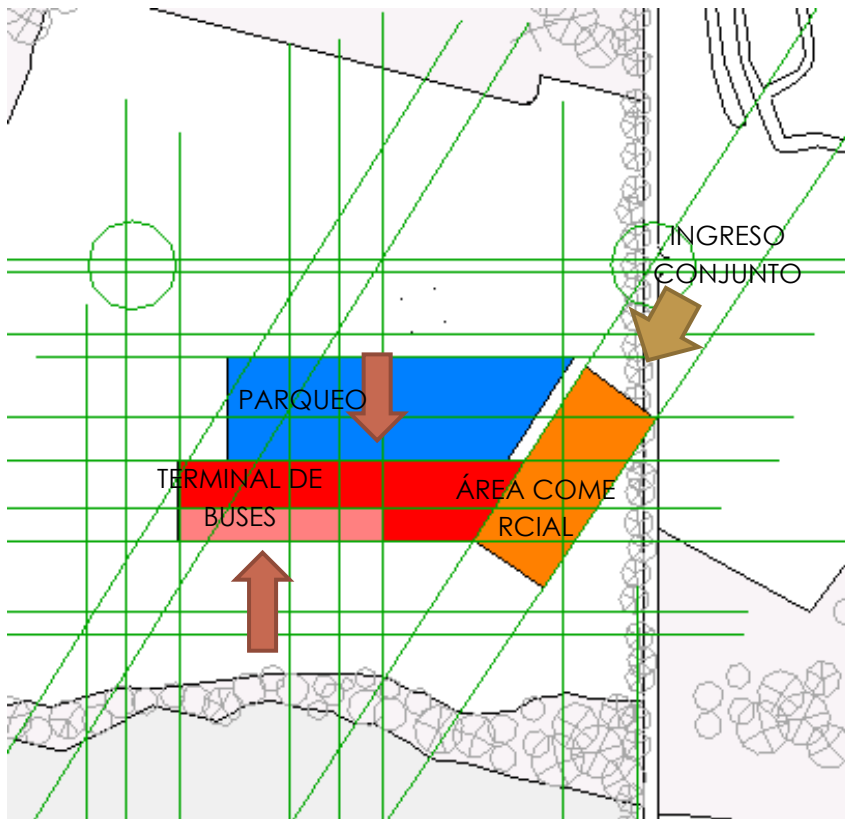 INGRESO
CONJUNTO
PARQUEO
TERMINAL DE
BUSES
ÁREA COME
RCIAL